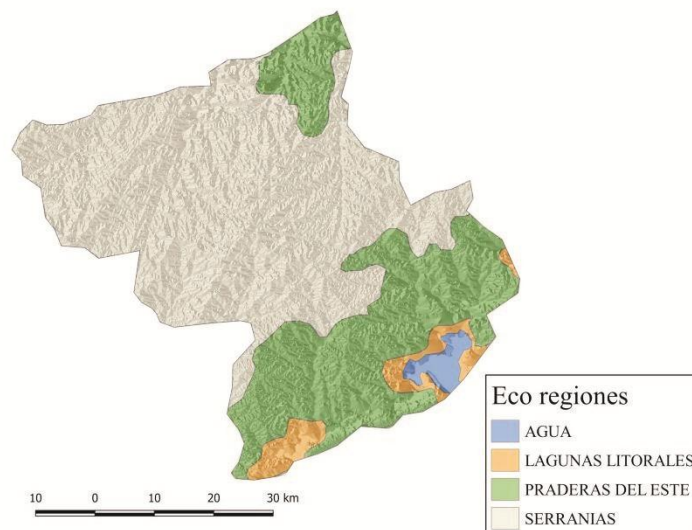 Eco regiones
AGUA
LAGUNAS LITORALES
PRADERAS DEL ESTE
SERRANIAS
10 0 10 20 30 km